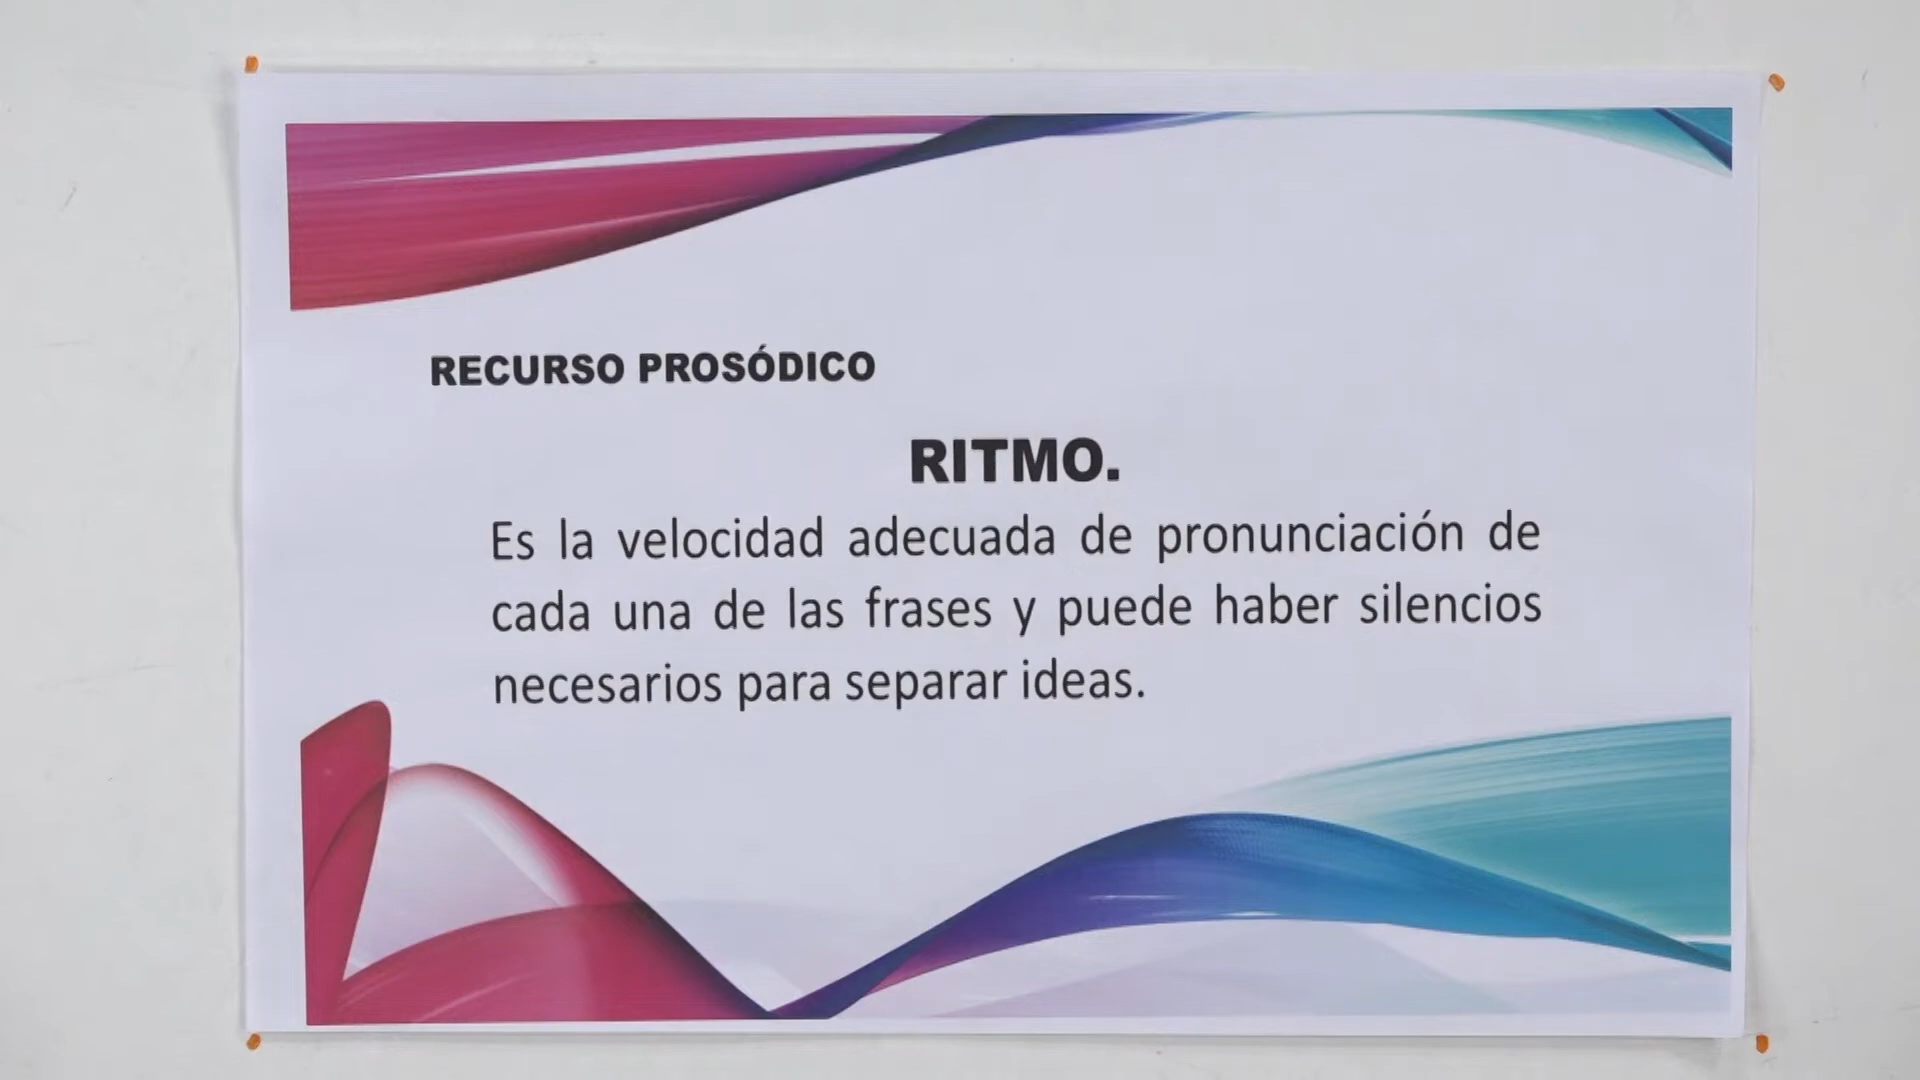 RECURSO PROSÓDICO
RITMO.
Es la velocidad adecuada de pronunciación de
cada una de las frases y puede haber silencios
necesarios para separar ideas.